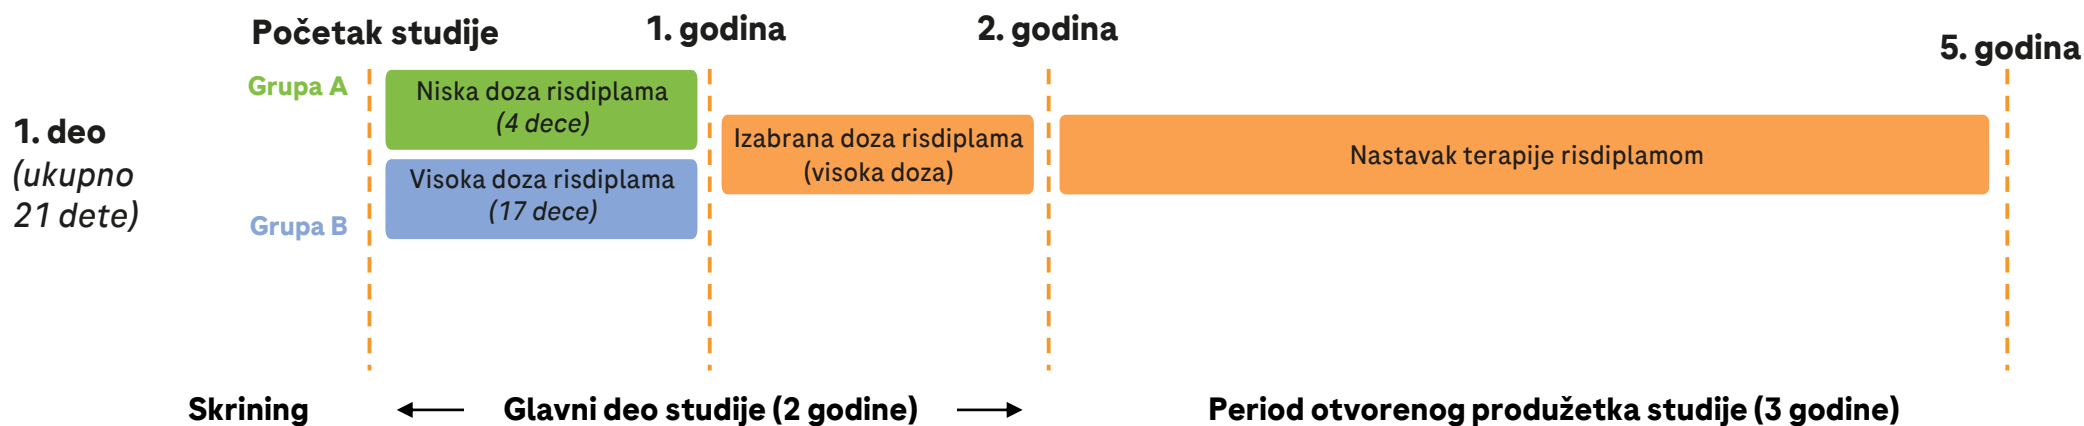 Početak studije
1. godina
2. godina
5. godina
Grupa A
Niska doza risdiplama
(4 dece)
1. deo
(ukupno
21 dete)
Izabrana doza risdiplama
(visoka doza)
Nastavak terapije risdiplamom
Visoka doza risdiplama
(17 dece)
Grupa B
Skrining
Glavni deo studije (2 godine)
Period otvorenog produžetka studije (3 godine)